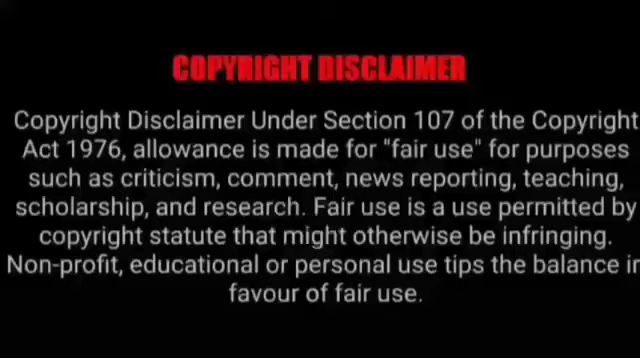 COPYRIGHT DISCLAIMER
Copyright Disclaimer Under Section 107 of the Copyright
Act 1976, allowance is made for "fair use" for purposes
such as criticism, comment, news reporting, teaching,
scholarship, and research. Fair use is a use permitted by
copyright statute that might otherwise be infringing.
Non-profit, educational or personal use tips the balance in
favour of fair use.